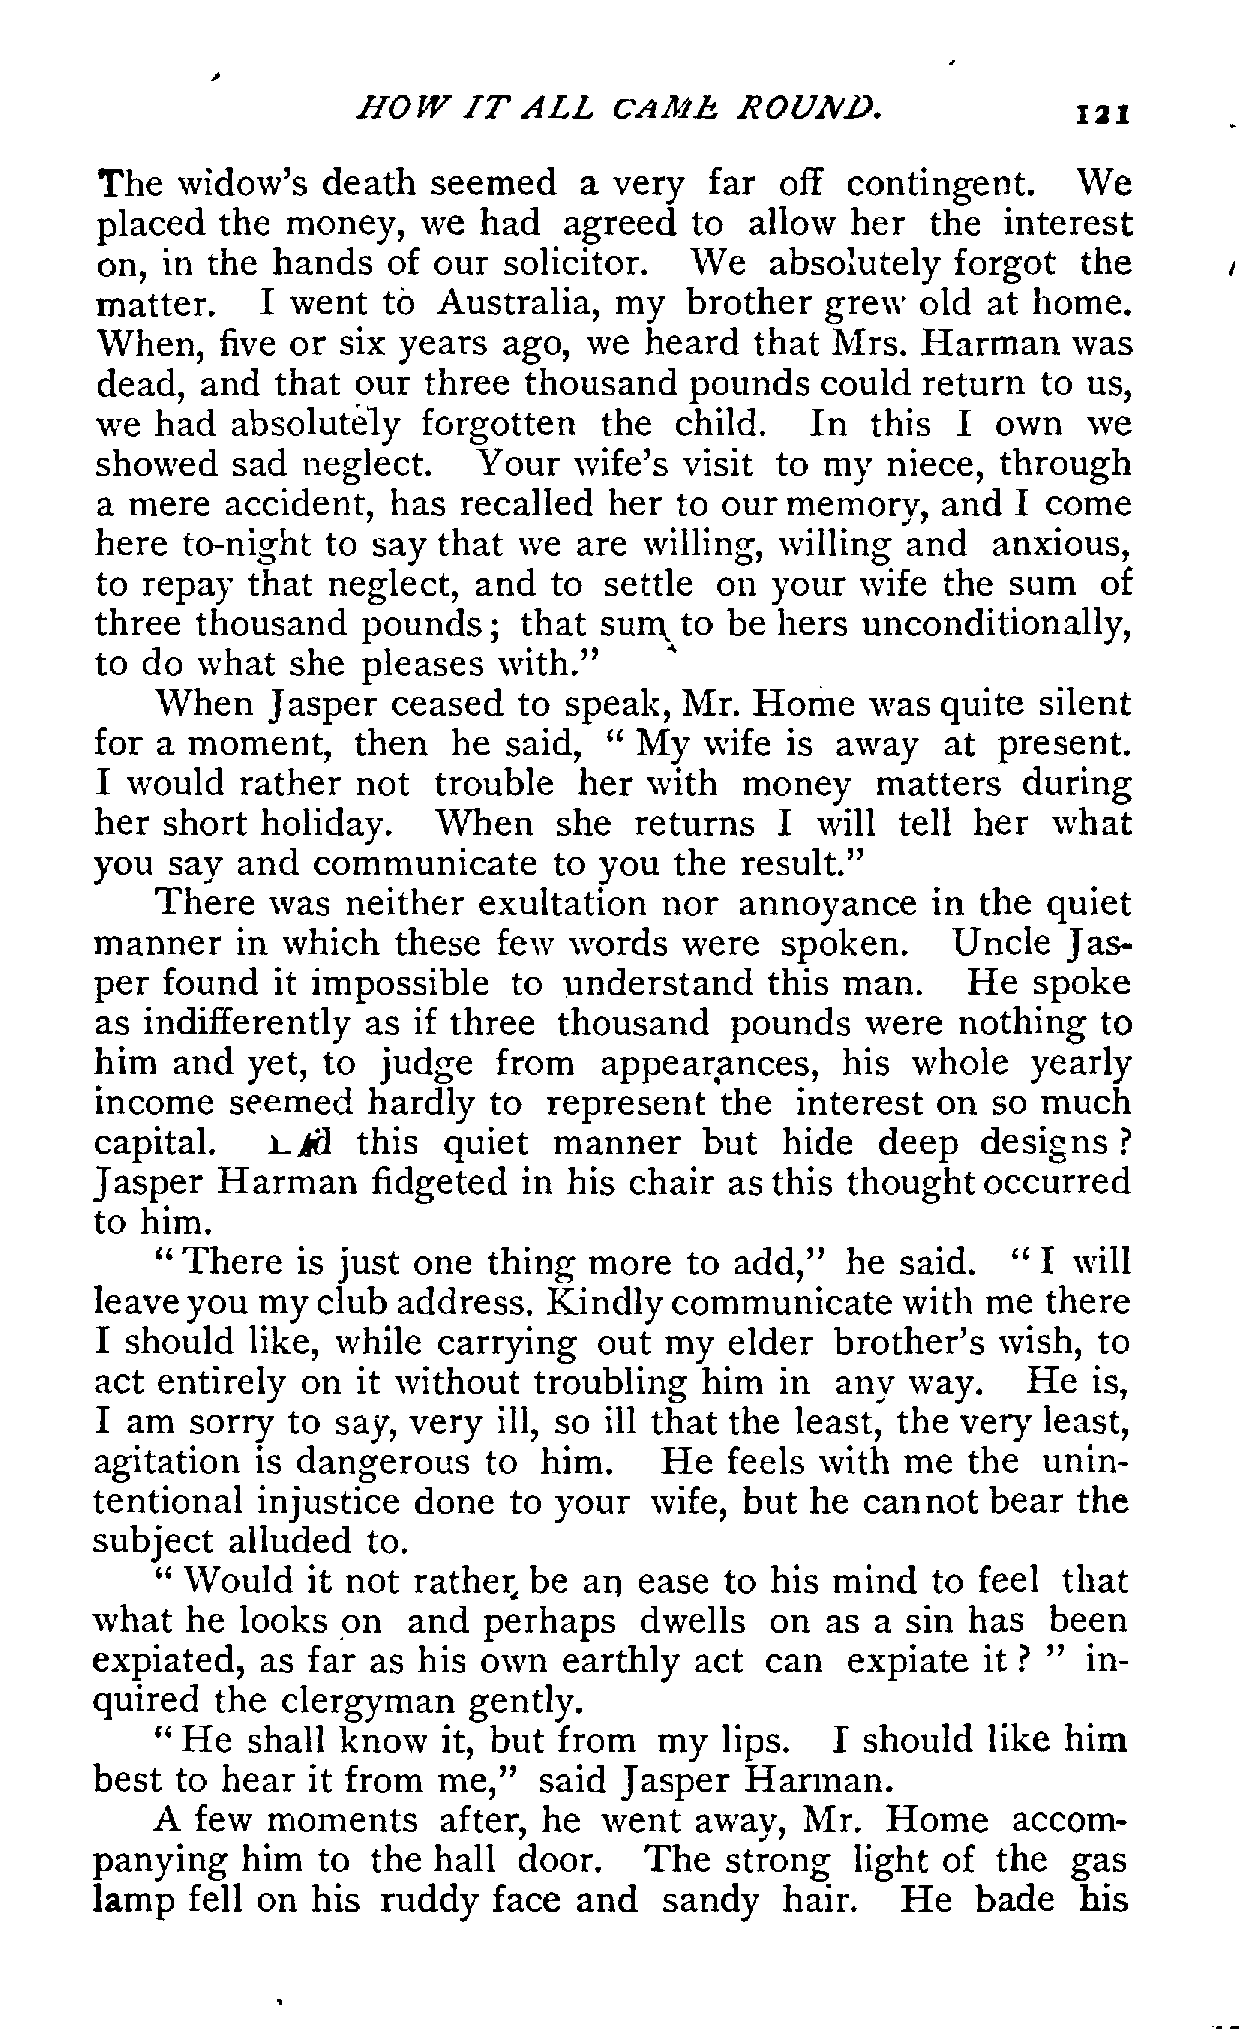 HOW IT ALL CAME ROUND. 121
The widow's death seemed a very far off contingent. We
placed the money, we had agreed to allow her the interest
on, in the hands of our solicitor. We absolutely forgot the
matter. I went to Australia, my brother grew old at home.
When, five or six years ago, we heard that Mrs. Harman was
dead, and that our three thousand pounds could return to us,
we had absolutely forgotten the child. In this I own we
showed sad neglect. Your wife's visit to my niece, through
a mere accident, has recalled her to our memory, and I come
here to-night to say that we are willing, willing and anxious,
to repay that neglect, and to settle on your wife the sum of
three thousand pounds; that sum to be hers unconditionally,
to do what she pleases with."
When Jasper ceased to speak, Mr. Home was quite silent
for a moment, then he said, "My wife is away at present.
I would rather not trouble her with money matters during
her short holiday. When she returns I will tell her what
you say and communicate to you the result."
There was neither exultation nor annoyance in the quiet
manner in which these few words were spoken. Uncle Jas-
per found it impossible to understand this man. He spoke
as indifferently as if three thousand pounds were nothing to
him and yet, to judge from appearances, his whole yearly
income seemed hardly to represent the interest on so much
capital. Did this quiet manner but hide deep designs?
Jasper Harman fidgeted in his chair as this thought occurred
to him.
"There is just one thing more to add," he said. "I will
leave you my club address. Kindly communicate with me there
I should like, while carrying out my elder brother's wish, to
act entirely on it without troubling him in any way. He is,
I am sorry to say, very ill, so ill that the least, the very least,
agitation is dangerous to him. He feels with me the unin-
tentional injustice done to your wife, but he cannot bear the
subject alluded to.
"Would it not rather be an ease to his mind to feel that
what he looks on and perhaps dwells on as a sin has been
expiated, as far as his own earthly act can expiate it?" in-
quired the clergyman gently.
"He shall know it, but from my lips. I should like him
best to hear it from me," said Jasper Harman.
A few moments after, he went away, Mr. Home accom-
panying him to the hall door. The strong light of the gas
lamp fell on his ruddy face and sandy hair. He bade his